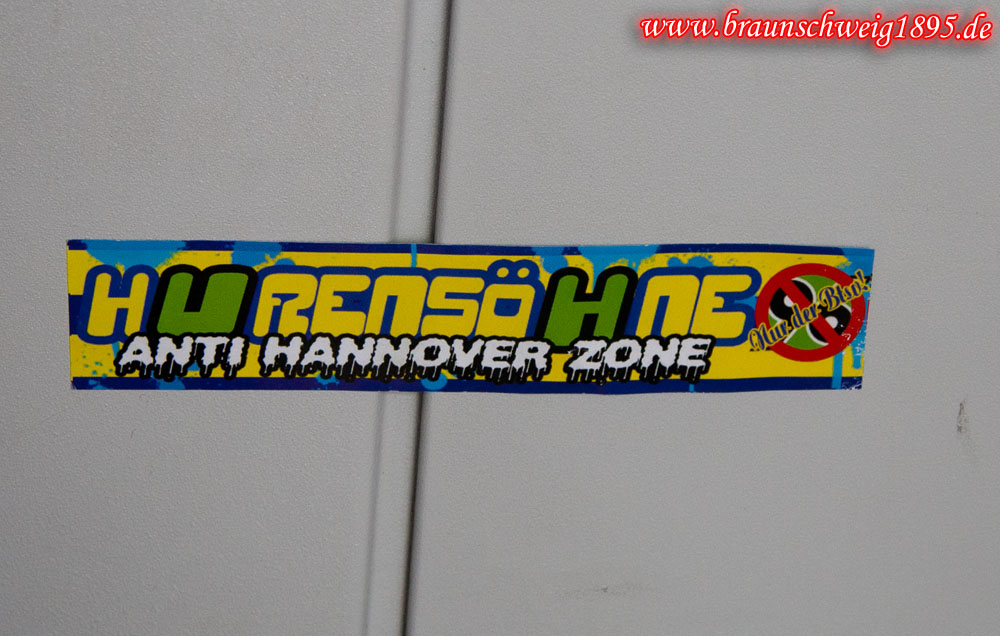 www.braunschweig1895.de
HURENSÖHNE
ANTI HANNOVER ZONE
Nur der Btsv!